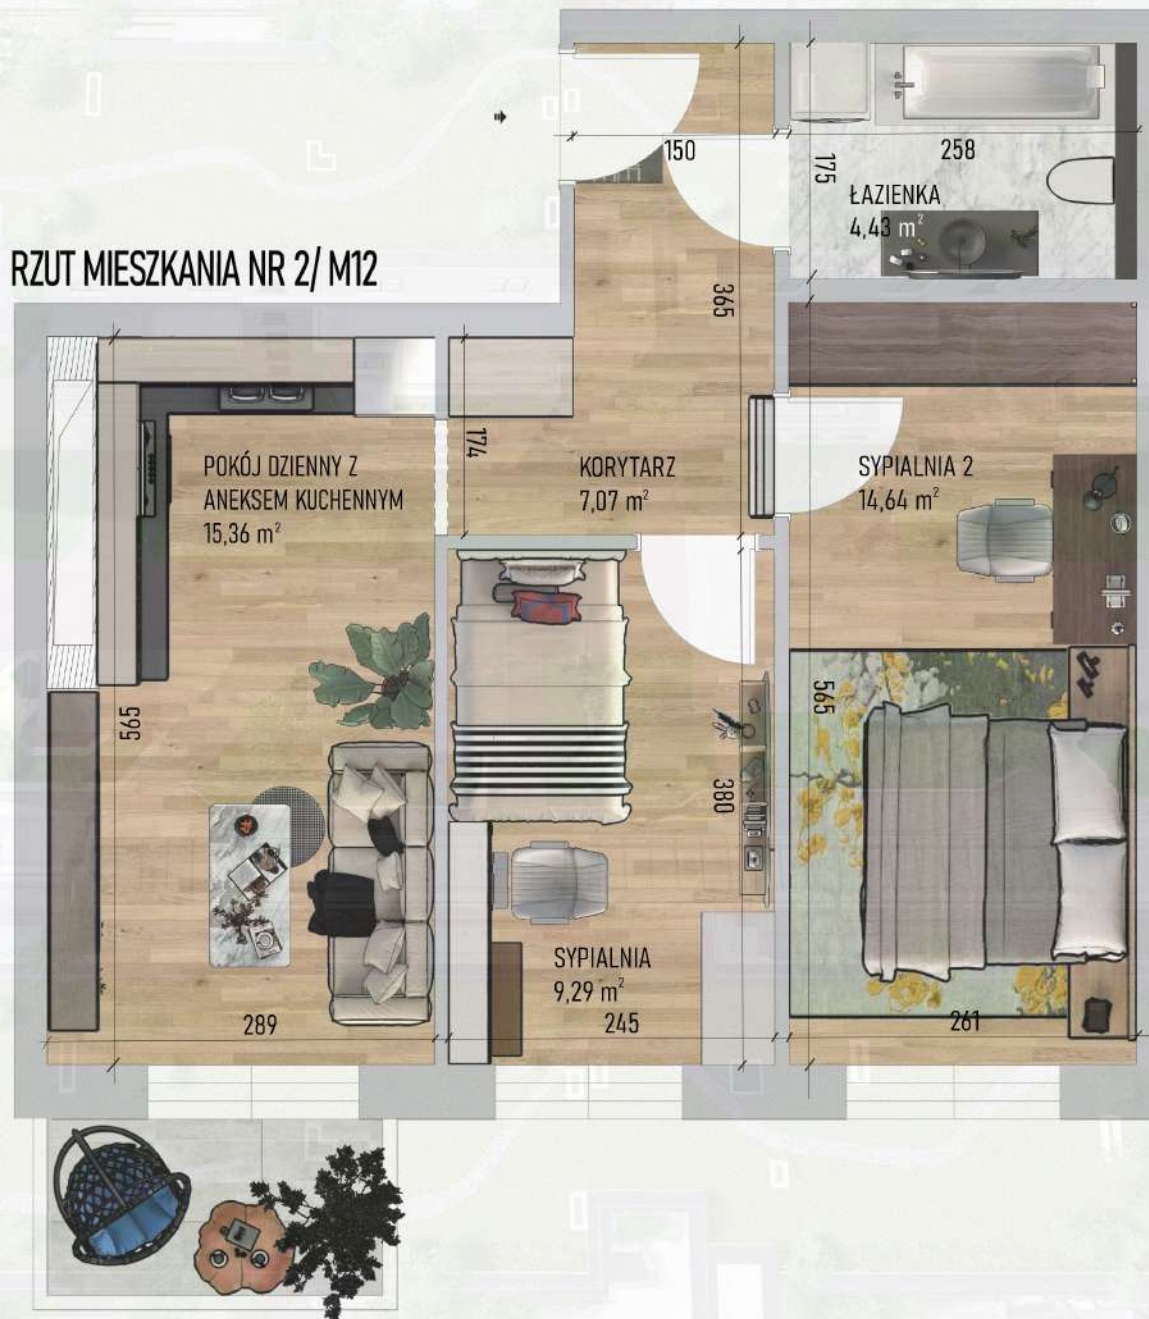 150
258
175
ŁAZIENKA
4,43 m²
RZUT MIESZKANIA NR 2/ M12
365
174
POKÓJ DZIENNY Z
ANEKSEM KUCHENNYM
15,36 m²
KORYTARZ
7,07 m²
SYPIALNIA 2
14,64 m²
565
380
565
SYPIALNIA
9,29 m²
289
245
261